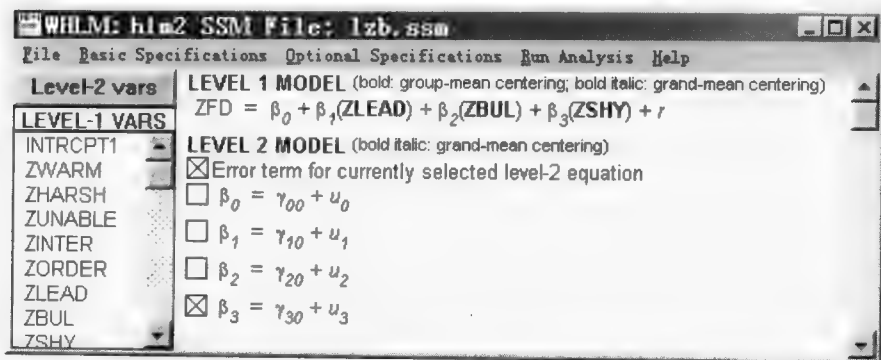 WHLM: hlm2 SSM File: lzb.ssm
File Basic Specifications Optional Specifications Run Analysis Help
Level-2 vars
LEVEL-1 VARS
INTRCPT1
ZWARM
ZHARSH
ZUNABLE
ZINTER
ZORDER
ZLEAD
ZBUL
ZSHY
LEVEL 1 MODEL (bold: group-mean centering; bold italic: grand-mean centering)
ZFD = β0 + β1(ZLEAD) + β2(ZBUL) + β3(ZSHY) + r
LEVEL 2 MODEL (bold italic: grand-mean centering)
Error term for currently selected level-2 equation
β0 = γ00 + u0
β1 = γ10 + u1
β2 = γ20 + u2
β3 = γ30 + u3